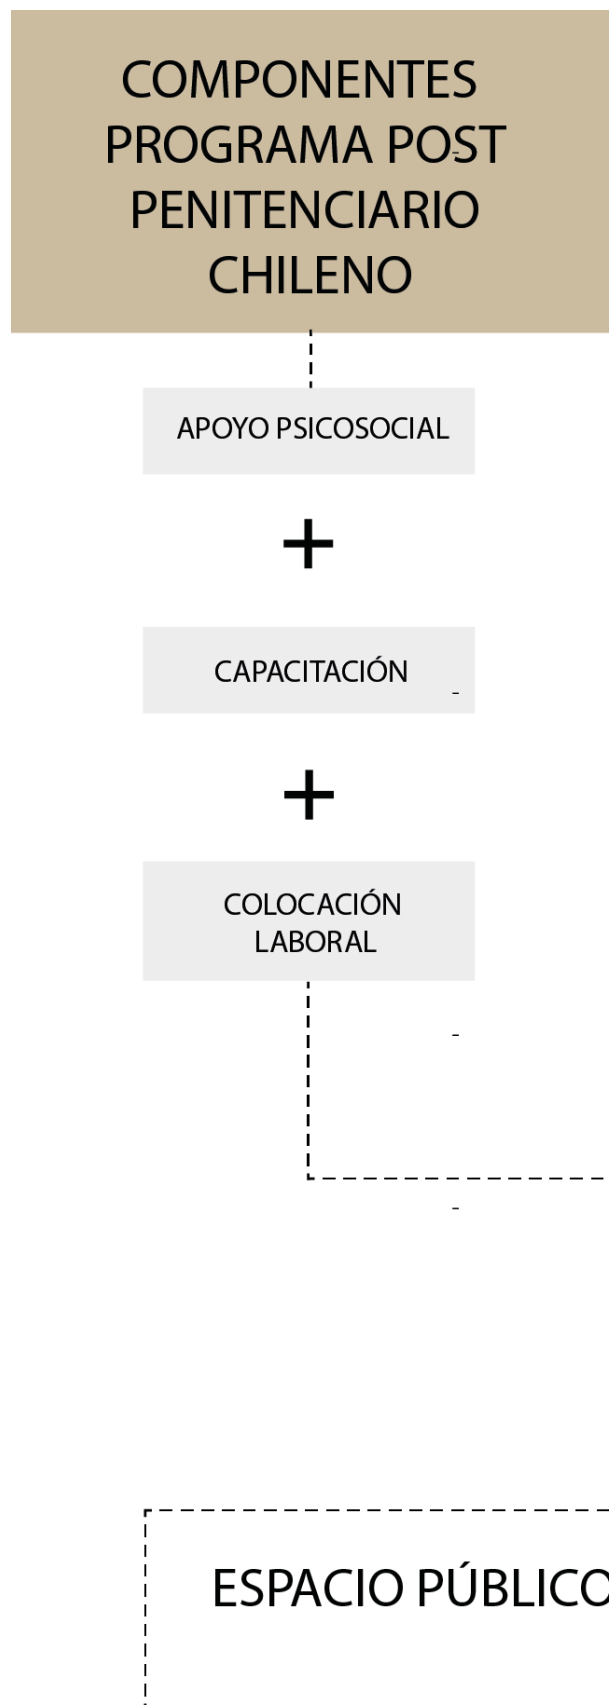 COMPONENTES
PROGRAMA POST
PENITENCIARIO
CHILENO
APOYO PSICOSOCIAL
+
CAPACITACIÓN
+
COLOCACIÓN
LABORAL
ESPACIO PÚBLICO